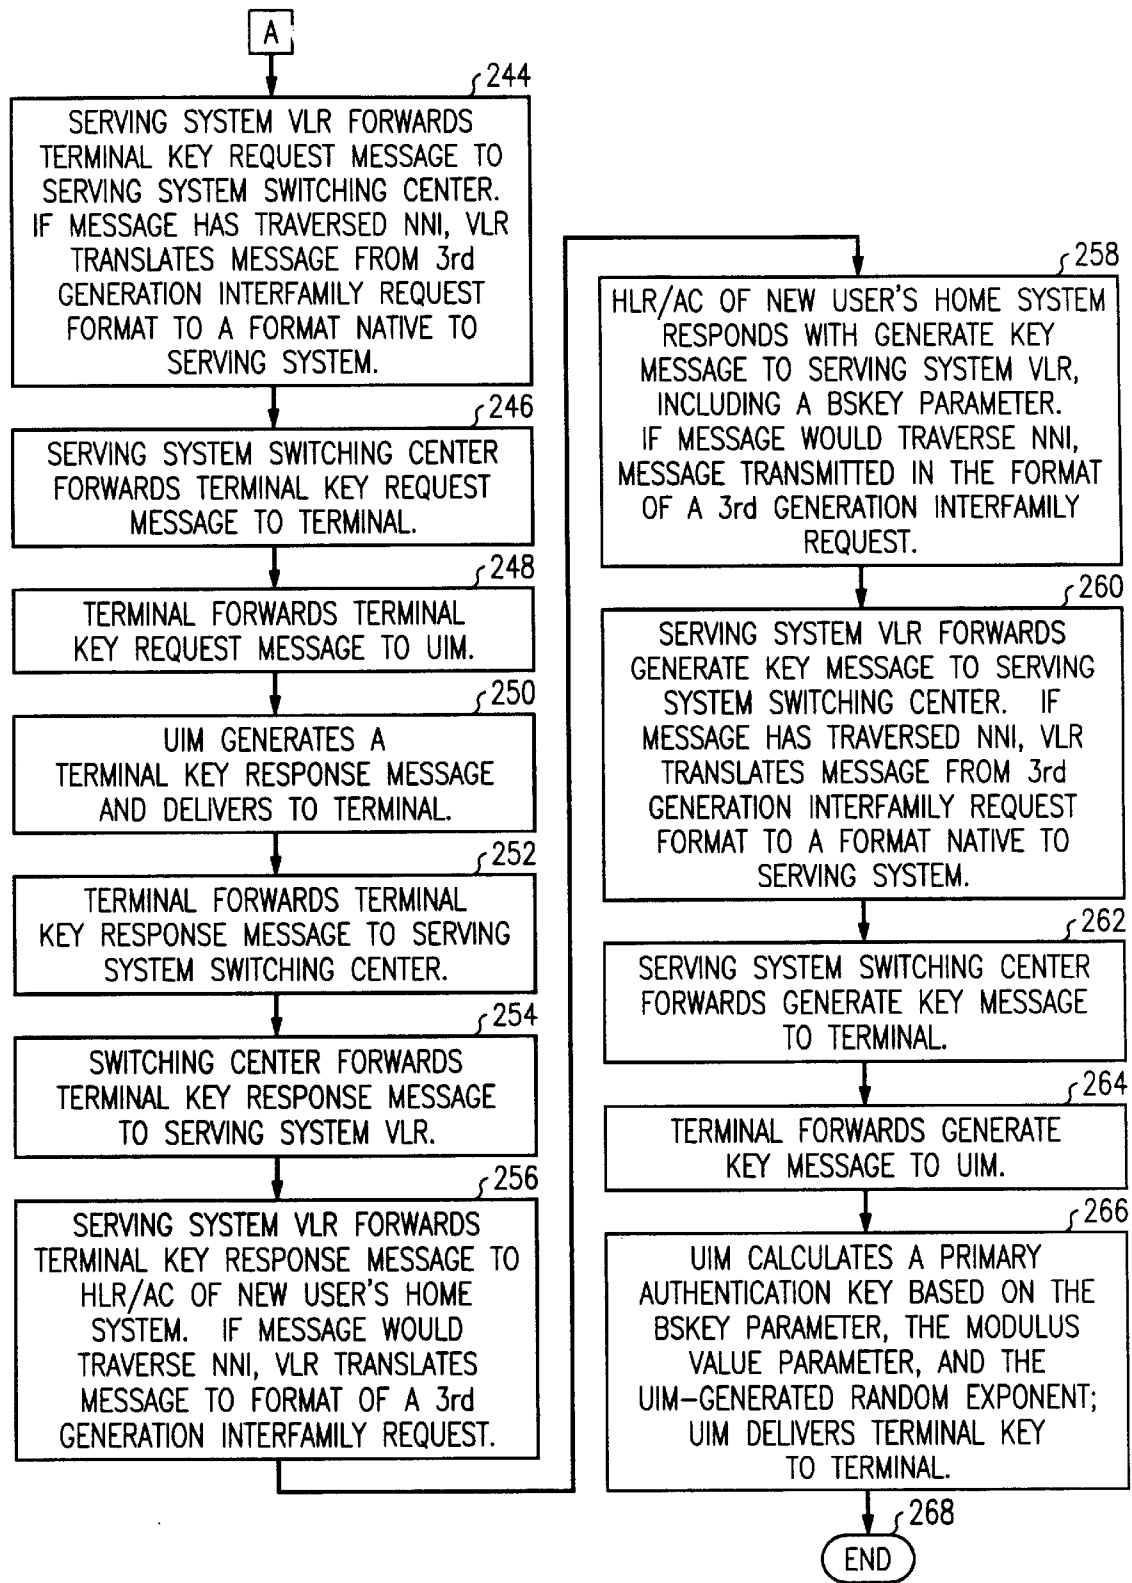 A
244
SERVING SYSTEM VLR FORWARDS
TERMINAL KEY REQUEST MESSAGE TO
SERVING SYSTEM SWITCHING CENTER.
IF MESSAGE HAS TRAVERSED NNI, VLR
TRANSLATES MESSAGE FROM 3rd
GENERATION INTERFAMILY REQUEST
FORMAT TO A FORMAT NATIVE TO
SERVING SYSTEM.
246
SERVING SYSTEM SWITCHING CENTER
FORWARDS TERMINAL KEY REQUEST
MESSAGE TO TERMINAL.
248
TERMINAL FORWARDS TERMINAL
KEY REQUEST MESSAGE TO UIM.
250
UIM GENERATES A
TERMINAL KEY RESPONSE MESSAGE
AND DELIVERS TO TERMINAL.
252
TERMINAL FORWARDS TERMINAL
KEY RESPONSE MESSAGE TO SERVING
SYSTEM SWITCHING CENTER.
254
SWITCHING CENTER FORWARDS
TERMINAL KEY RESPONSE MESSAGE
TO SERVING SYSTEM VLR.
256
SERVING SYSTEM VLR FORWARDS
TERMINAL KEY RESPONSE MESSAGE TO
HLR/AC OF NEW USER'S HOME
SYSTEM. IF MESSAGE WOULD
TRAVERSE NNI, VLR TRANSLATES
MESSAGE TO FORMAT OF A 3rd
GENERATION INTERFAMILY REQUEST.
258
HLR/AC OF NEW USER'S HOME SYSTEM
RESPONDS WITH GENERATE KEY
MESSAGE TO SERVING SYSTEM VLR,
INCLUDING A BSKEY PARAMETER.
IF MESSAGE WOULD TRAVERSE NNI,
MESSAGE TRANSMITTED IN THE FORMAT
OF A 3rd GENERATION INTERFAMILY
REQUEST.
260
SERVING SYSTEM VLR FORWARDS
GENERATE KEY MESSAGE TO SERVING
SYSTEM SWITCHING CENTER. IF
MESSAGE HAS TRAVERSED NNI, VLR
TRANSLATES MESSAGE FROM 3rd
GENERATION INTERFAMILY REQUEST
FORMAT TO A FORMAT NATIVE TO
SERVING SYSTEM.
262
SERVING SYSTEM SWITCHING CENTER
FORWARDS GENERATE KEY MESSAGE
TO TERMINAL.
264
TERMINAL FORWARDS GENERATE
KEY MESSAGE TO UIM.
266
UIM CALCULATES A PRIMARY
AUTHENTICATION KEY BASED ON THE
BSKEY PARAMETER, THE MODULUS
VALUE PARAMETER, AND THE
UIM-GENERATED RANDOM EXPONENT;
UIM DELIVERS TERMINAL KEY
TO TERMINAL.
268
END